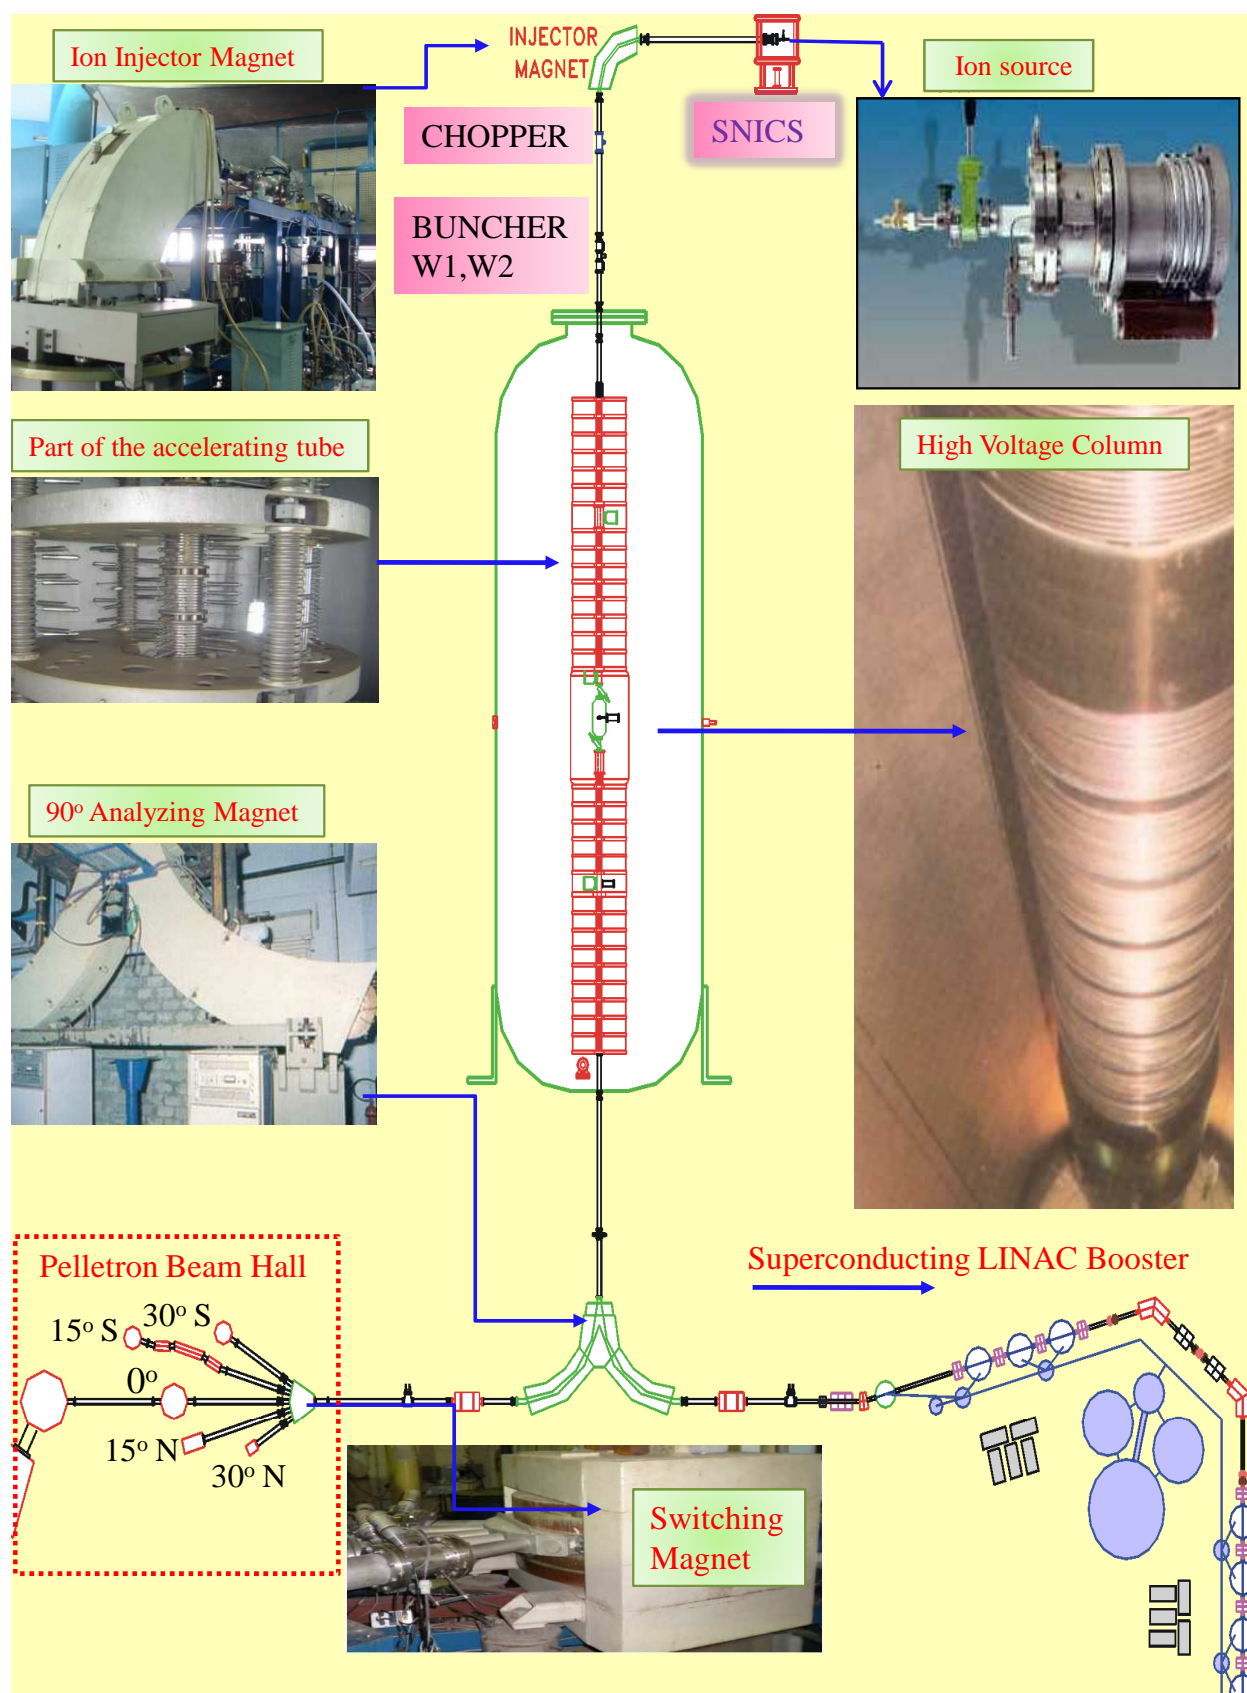 Ion Injector Magnet
INJECTOR
MAGNET
Ion source
CHOPPER
SNICS
BUNCHER
W1,W2
Part of the accelerating tube
High Voltage Column
90º Analyzing Magnet
Pelletron Beam Hall
30º S
15º S
0º
15º N
30º N
Superconducting LINAC Booster
Switching
Magnet